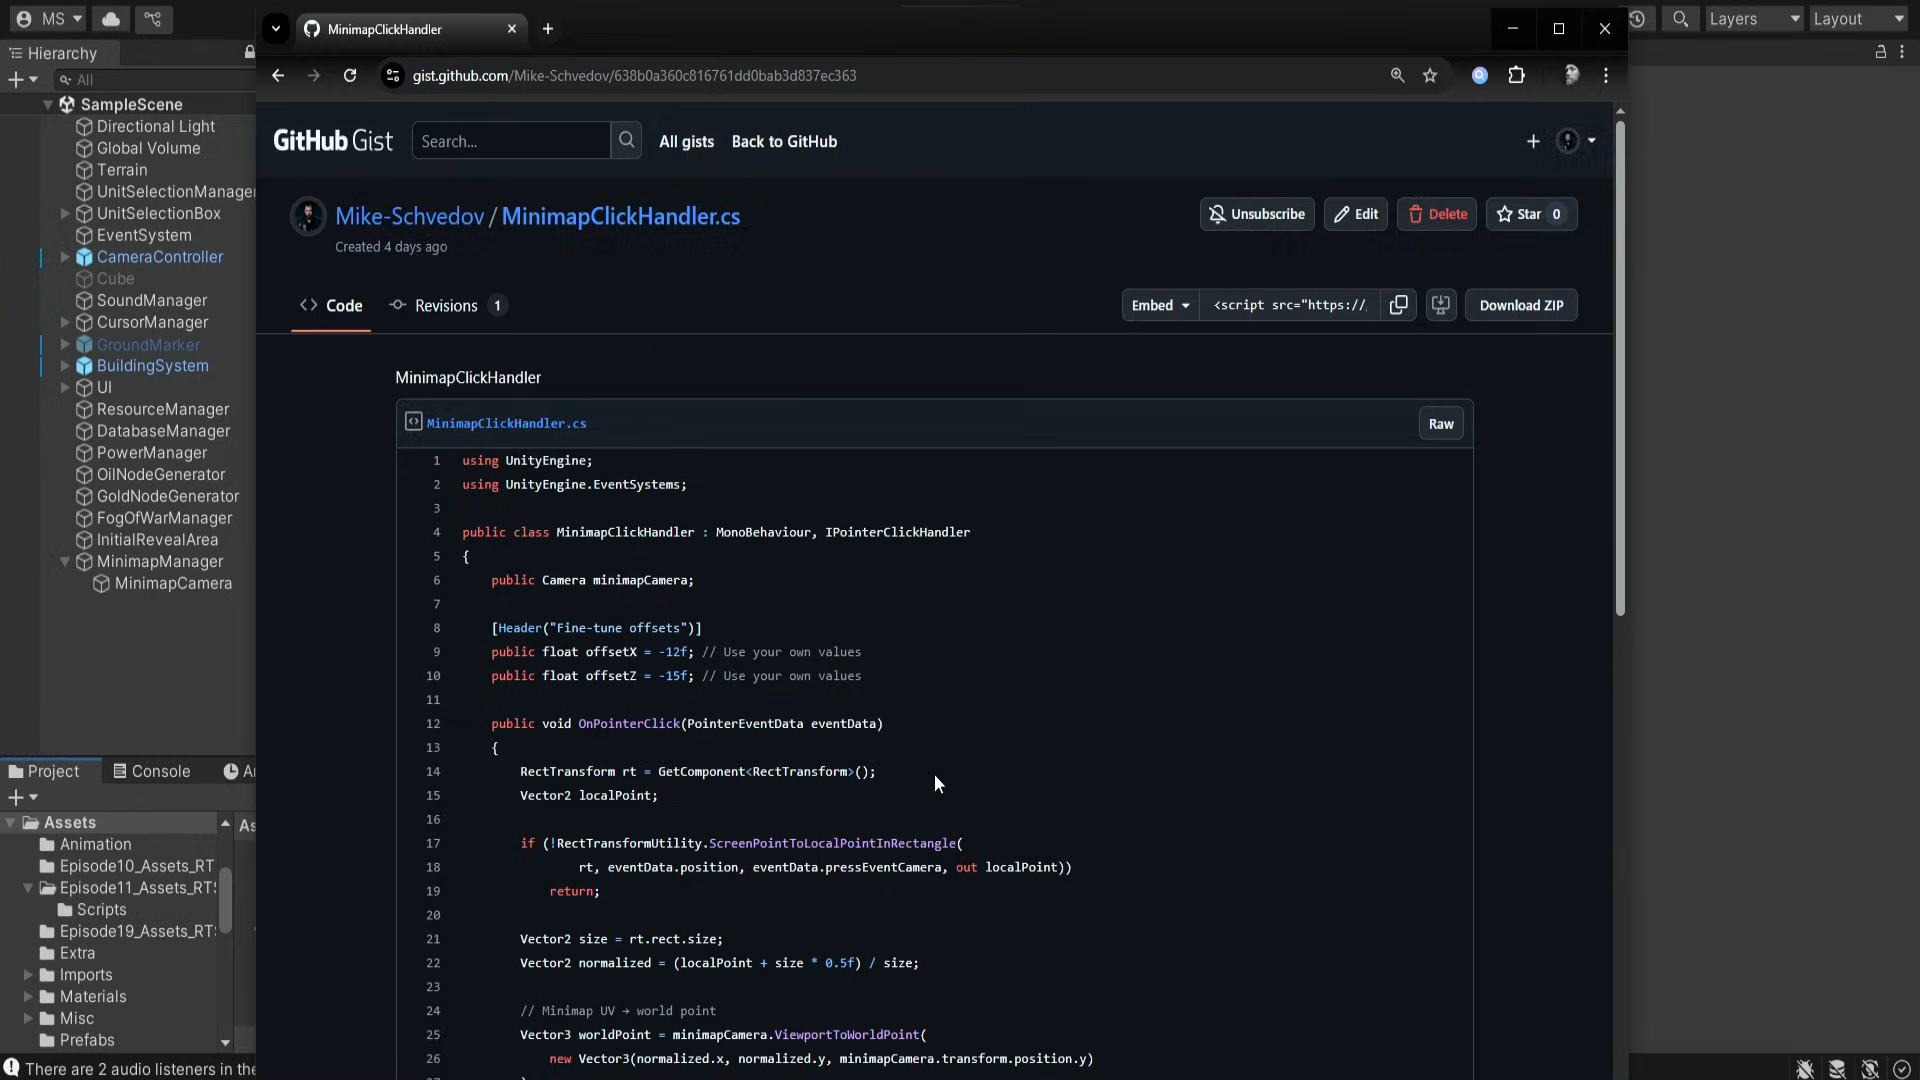 MS
Layers
Layout
Hierarchy
All
SampleScene
Directional Light
Global Volume
Terrain
UnitSelectionManager
UnitSelectionBox
EventSystem
CameraController
Cube
SoundManager
CursorManager
GroundMarker
BuildingSystem
UI
ResourceManager
DatabaseManager
PowerManager
OilNodeGenerator
GoldNodeGenerator
FogOfWarManager
InitialRevealArea
MinimapManager
MinimapCamera
Project
Console
Assets
Animation
Episode10_Assets_RT
Episode11_Assets_RTS
Scripts
Episode19_Assets_RTS
Extra
Imports
Materials
Misc
Prefabs
There are 2 audio listeners in the
MinimapClickHandler
gist.github.com/Mike-Schvedov/638b0a360c816761dd0bab3d837ec363
GitHub Gist
Search...
All gists
Back to GitHub
Mike-Schvedov / MinimapClickHandler.cs
Created 4 days ago
Unsubscribe
Edit
Delete
Star 0
Code
Revisions 1
Embed
<script src="https://
Download ZIP
MinimapClickHandler
MinimapClickHandler.cs
Raw
1 using UnityEngine;
2 using UnityEngine.EventSystems;
3
4 public class MinimapClickHandler : MonoBehaviour, IPointerClickHandler
5 {
6 public Camera minimapCamera;
7
8 [Header("Fine-tune offsets")]
9 public float offsetX = -12f; // Use your own values
10 public float offsetZ = -15f; // Use your own values
11
12 public void OnPointerClick(PointerEventData eventData)
13 {
14 RectTransform rt = GetComponent<RectTransform>();
15 Vector2 localPoint;
16
17 if (!RectTransformUtility.ScreenPointToLocalPointInRectangle(
18 rt, eventData.position, eventData.pressEventCamera, out localPoint))
19 return;
20
21 Vector2 size = rt.rect.size;
22 Vector2 normalized = (localPoint + size * 0.5f) / size;
23
24 // Minimap UV → world point
25 Vector3 worldPoint = minimapCamera.ViewportToWorldPoint(
26 new Vector3(normalized.x, normalized.y, minimapCamera.transform.position.y)